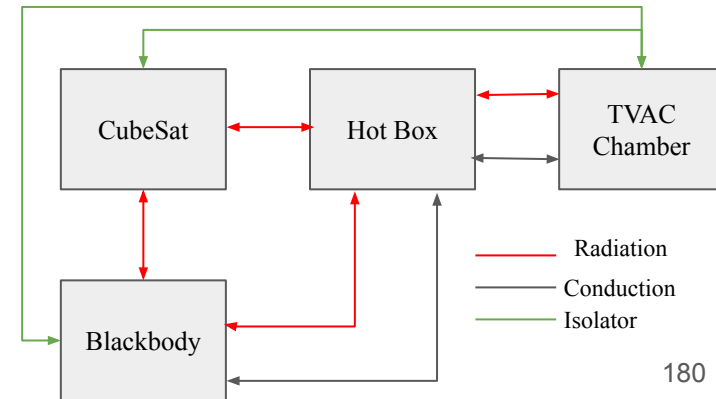 CubeSat
Hot Box
TVAC
Chamber
Blackbody
Radiation
Conduction
Isolator
180